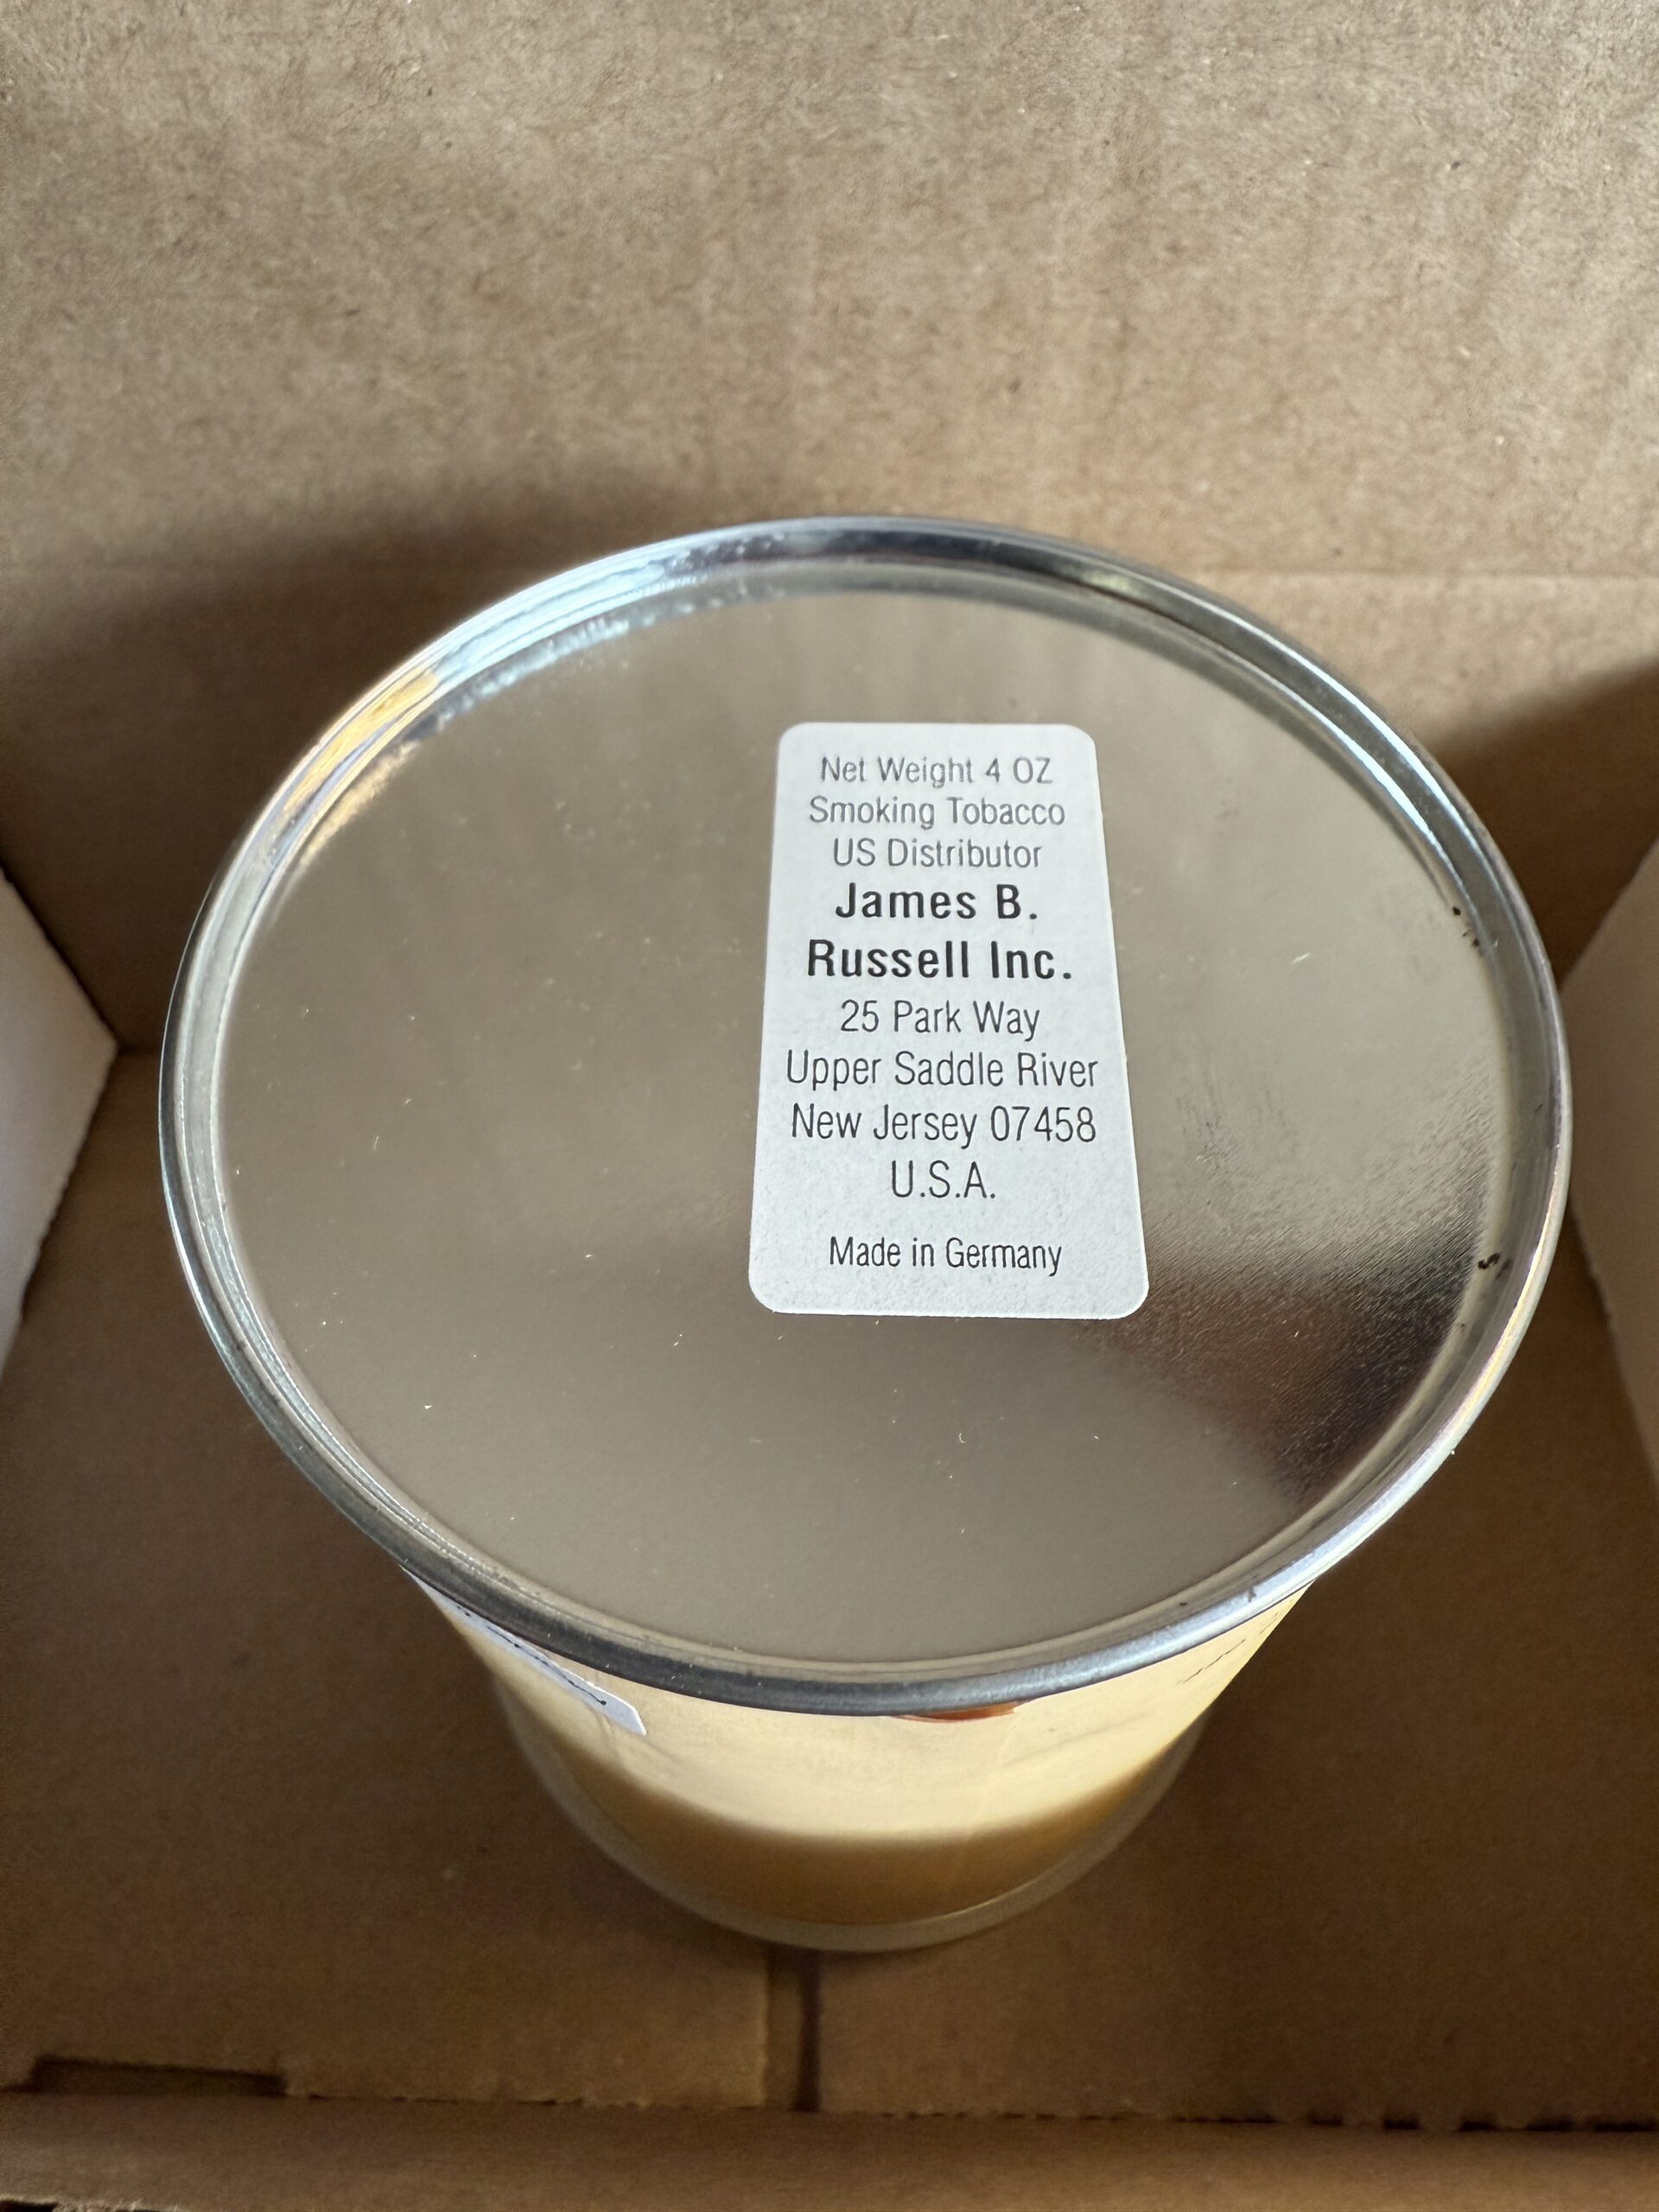 Net Weight 4 OZ
Smoking Tobacco
US Distributor
James B.
Russell Inc.
25 Park Way
Upper Saddle River
New Jersey 07458
U.S.A.
Made in Germany